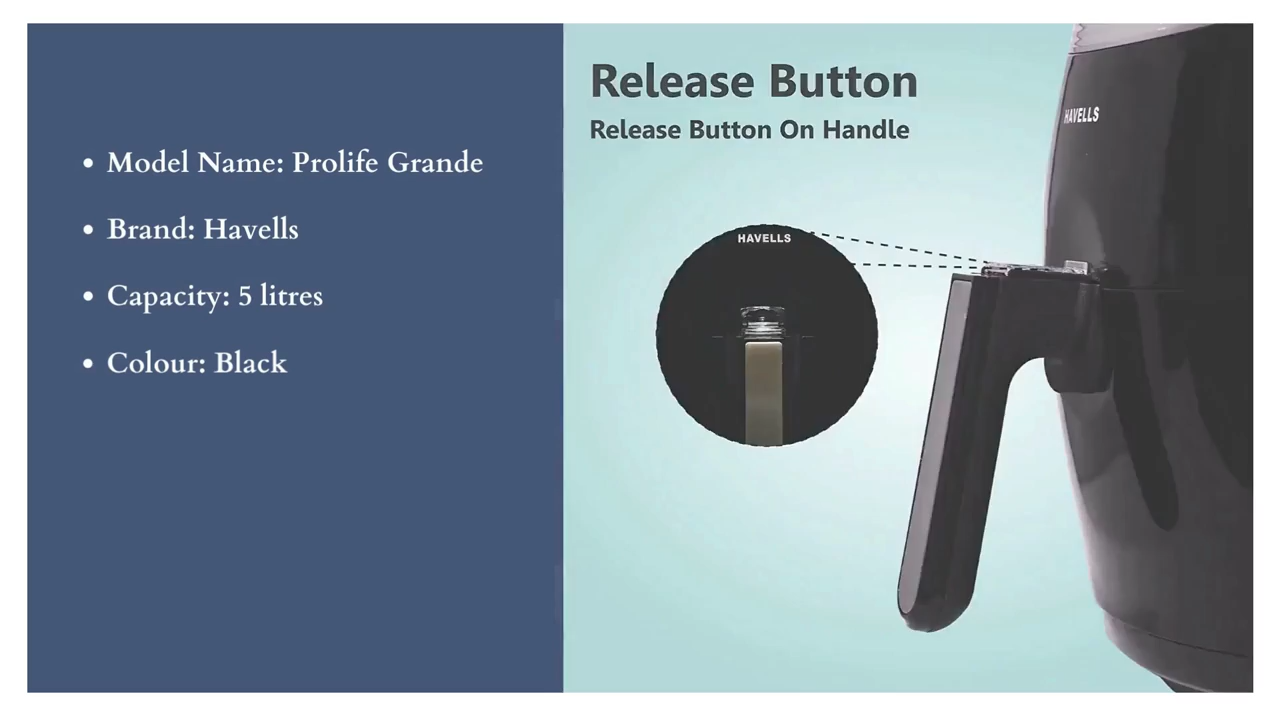 • Model Name: Prolife Grande
• Brand: Havells
• Capacity: 5 litres
• Colour: Black
Release Button
Release Button On Handle
HAVELLS
HAVELLS